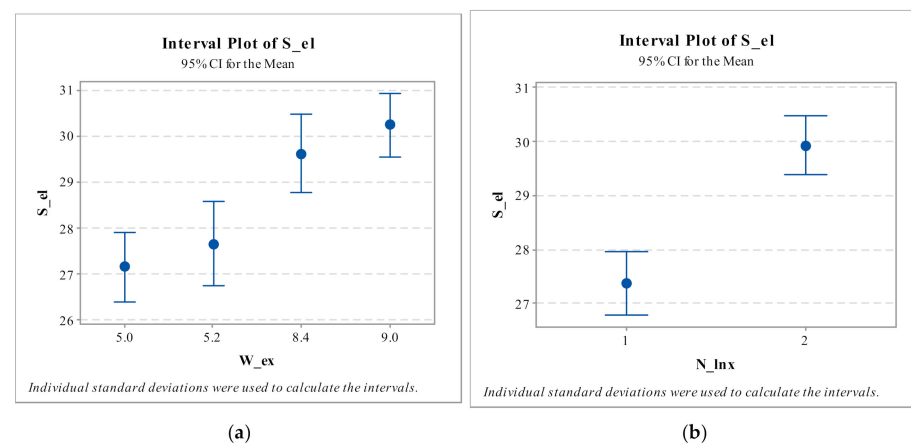 Interval Plot of S_el
95% CI for the Mean
31
30
29
28
27
26
S_el
5.0 5.2 8.4 9.0
W_ex
Individual standard deviations were used to calculate the intervals.
(a)
Interval Plot of S_el
95% CI for the Mean
31
30
29
28
27
S_el
1 2
N_lnx
Individual standard deviations were used to calculate the intervals.
(b)